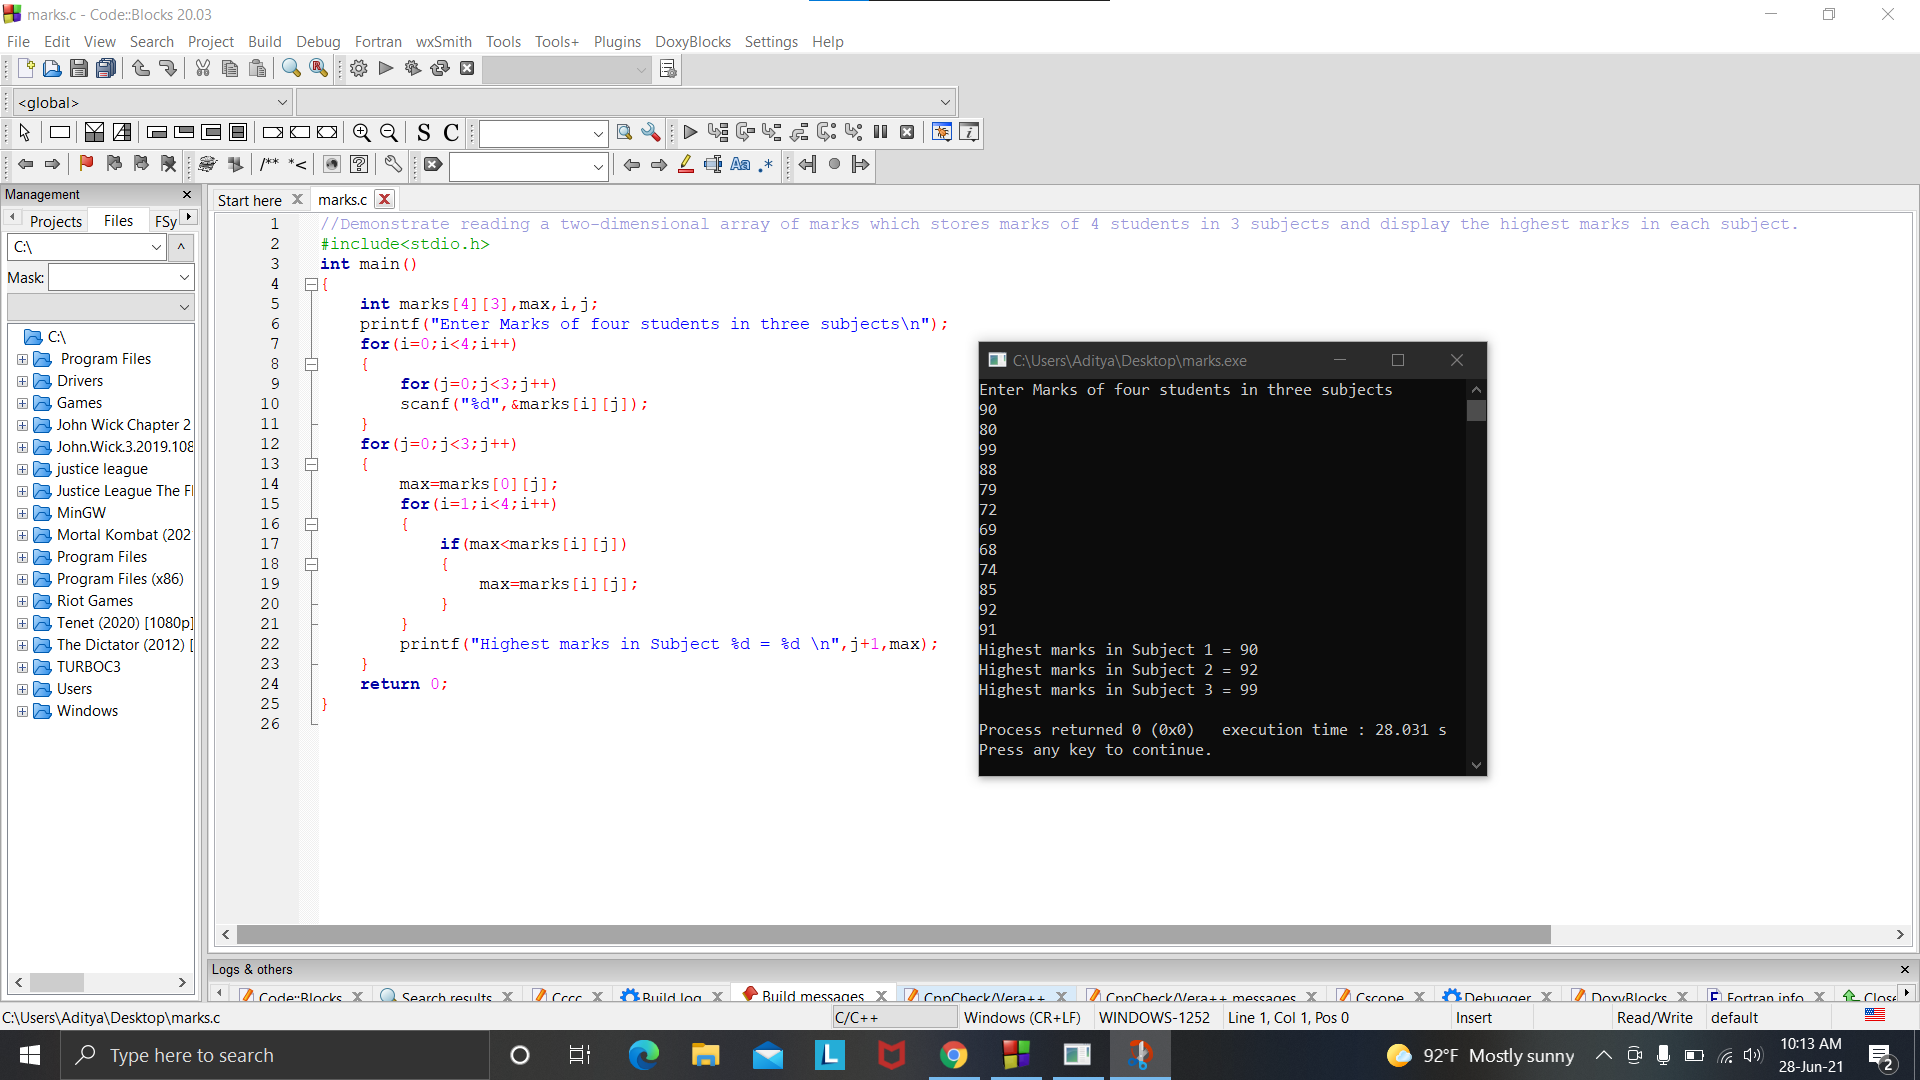 marks.c - Code::Blocks 20.03
File Edit View Search Project Build Debug Fortran wxSmith Tools Tools+ Plugins DoxyBlocks Settings Help
<global>
S C
/** *<
Aa .*
Management
Projects Files FSy
C:\
Mask:
C:\
Program Files
Drivers
Games
John Wick Chapter 2
John.Wick.3.2019.108
justice league
Justice League The Fl
MinGW
Mortal Kombat (202
Program Files
Program Files (x86)
Riot Games
Tenet (2020) [1080p]
The Dictator (2012) [
TURBOC3
Users
Windows
Start here marks.c
1 //Demonstrate reading a two-dimensional array of marks which stores marks of 4 students in 3 subjects and display the highest marks in each subject.
2 #include<stdio.h>
3 int main()
4 {
5 int marks[4][3],max,i,j;
6 printf("Enter Marks of four students in three subjects\n");
7 for(i=0;i<4;i++)
8 {
9 for(j=0;j<3;j++)
10 scanf("%d",&marks[i][j]);
11 }
12 for(j=0;j<3;j++)
13 {
14 max=marks[0][j];
15 for(i=1;i<4;i++)
16 {
17 if(max<marks[i][j])
18 {
19 max=marks[i][j];
20 }
21 }
22 printf("Highest marks in Subject %d = %d \n",j+1,max);
23 }
24 return 0;
25 }
26
C:\Users\Aditya\Desktop\marks.exe
Enter Marks of four students in three subjects
90
80
99
88
79
72
69
68
74
85
92
91
Highest marks in Subject 1 = 90
Highest marks in Subject 2 = 92
Highest marks in Subject 3 = 99
Process returned 0 (0x0) execution time : 28.031 s
Press any key to continue.
Logs & others
Code::Blocks Search results Cccc Build log Build messages CppCheck/Vera++ CppCheck/Vera++ messages Cscope Debugger DoxyBlocks Fortran info Close
C:\Users\Aditya\Desktop\marks.c C/C++ Windows (CR+LF) WINDOWS-1252 Line 1, Col 1, Pos 0 Insert Read/Write default
Type here to search
92°F Mostly sunny
10:13 AM
28-Jun-21
2